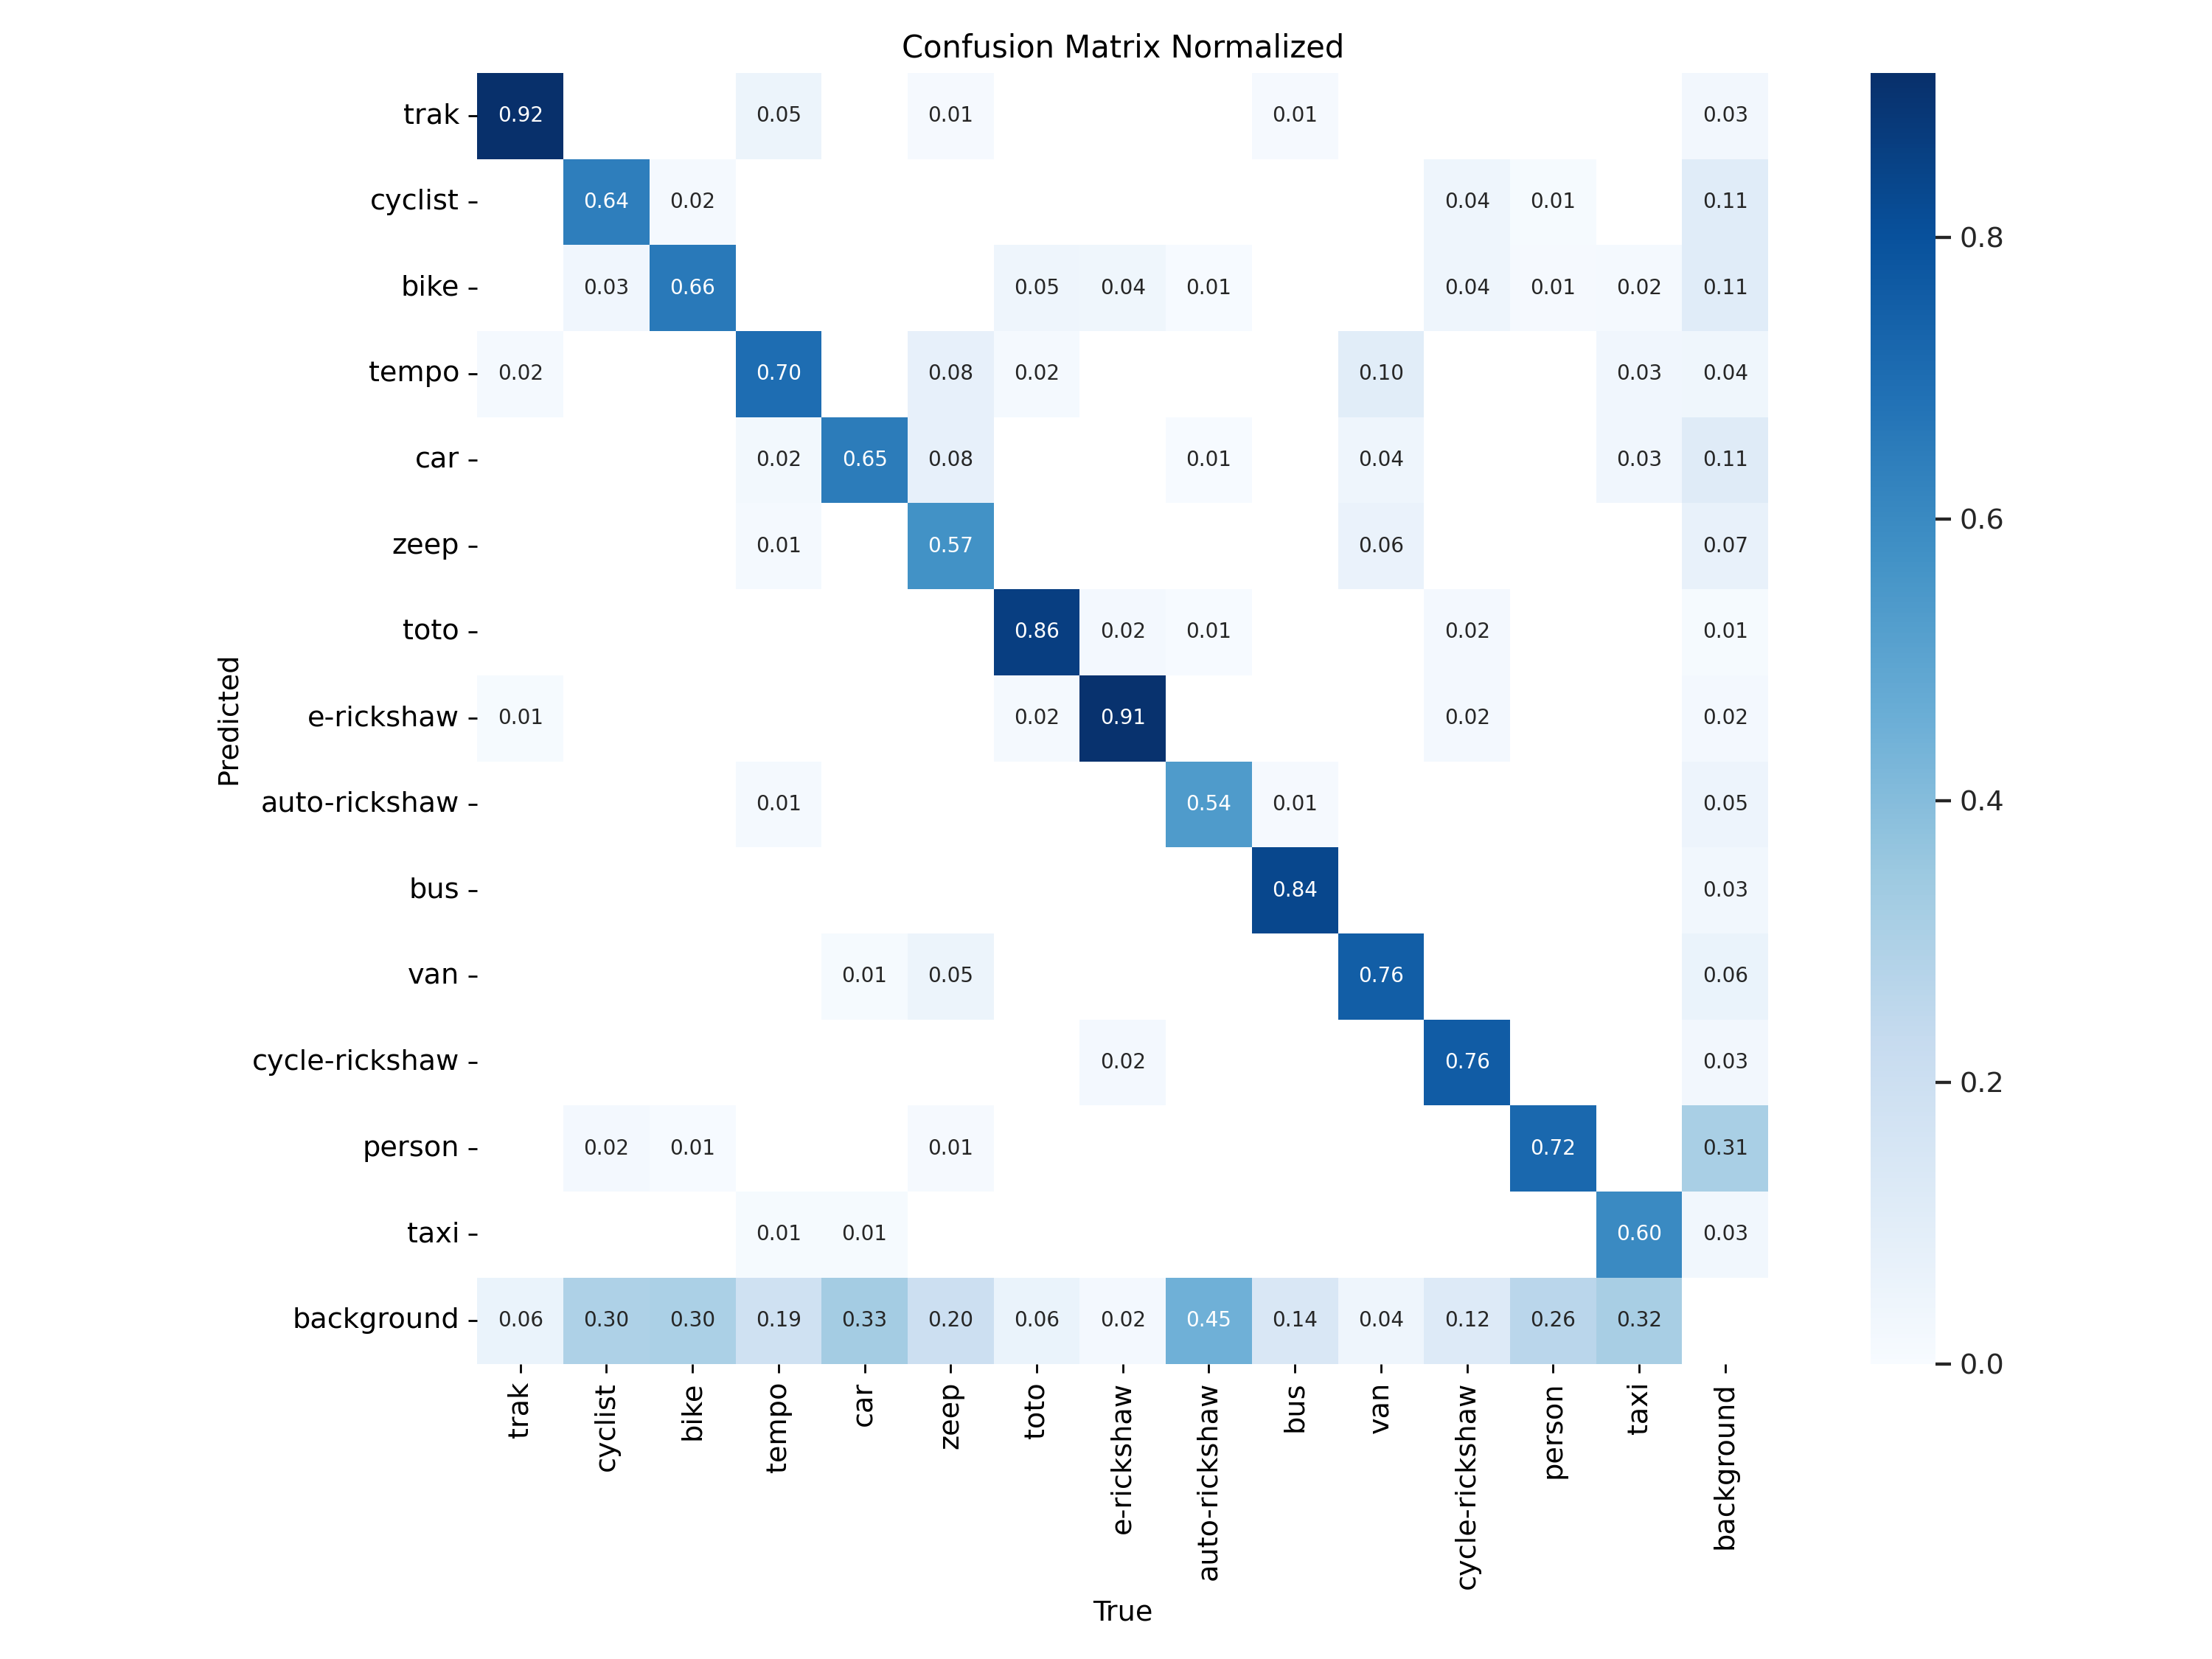 Confusion Matrix Normalized
trak 0.92 0.05 0.01 0.01 0.03
cyclist 0.64 0.02 0.04 0.01 0.11
bike 0.03 0.66 0.05 0.04 0.01 0.04 0.01 0.02 0.11
tempo 0.02 0.70 0.08 0.02 0.10 0.03 0.04
car 0.02 0.65 0.08 0.01 0.04 0.03 0.11
zeep 0.01 0.57 0.06 0.07
toto 0.86 0.02 0.01 0.02 0.01
e-rickshaw 0.01 0.02 0.91 0.02 0.02
auto-rickshaw 0.01 0.54 0.01 0.05
bus 0.84 0.03
van 0.01 0.05 0.76 0.06
cycle-rickshaw 0.02 0.76 0.03
person 0.02 0.01 0.01 0.72 0.31
taxi 0.01 0.01 0.60 0.03
background 0.06 0.30 0.30 0.19 0.33 0.20 0.06 0.02 0.45 0.14 0.04 0.12 0.26 0.32
Predicted
trak cyclist bike tempo car zeep toto e-rickshaw auto-rickshaw bus van cycle-rickshaw person taxi background
True
0.8
0.6
0.4
0.2
0.0